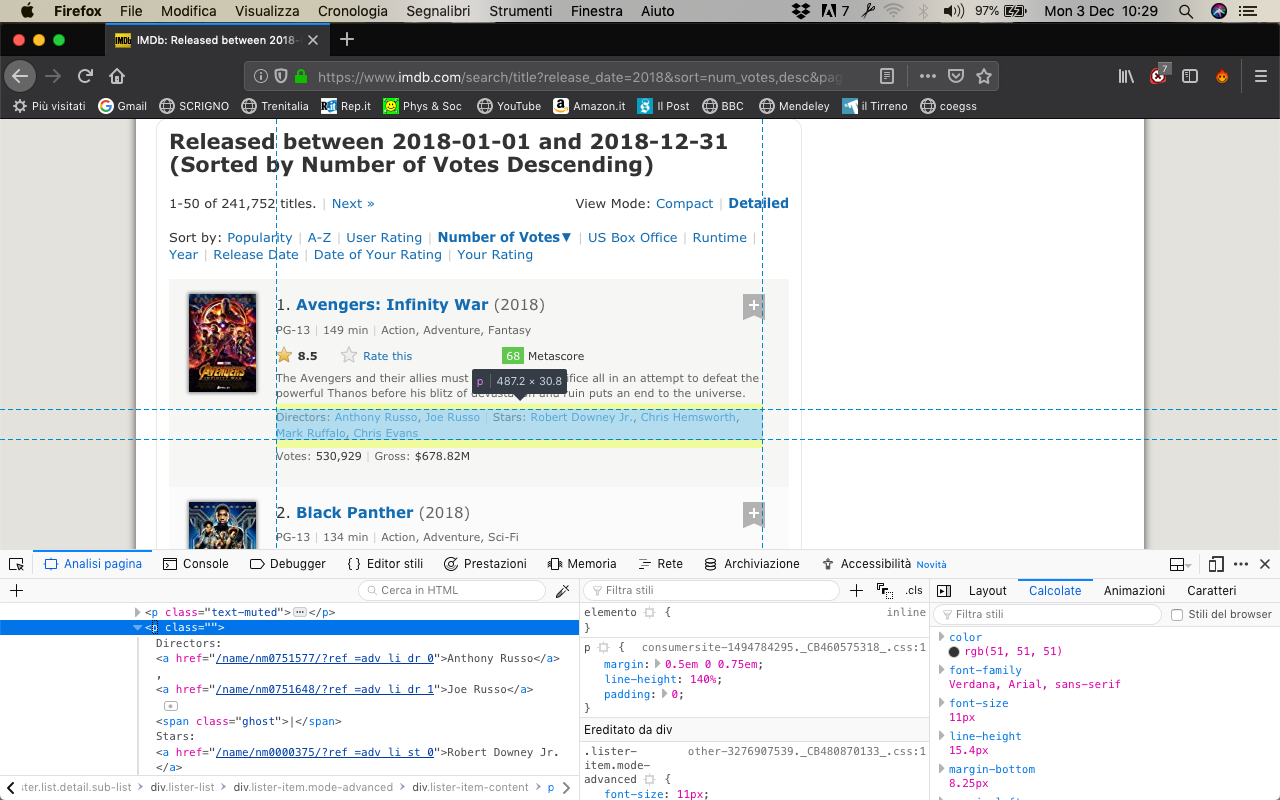 Firefox File Modifica Visualizza Cronologia Segnalibri Strumenti Finestra Aiuto 7 97% Mon 3 Dec 10:29
IMDb IMDb: Released between 2018-
https://www.imdb.com/search/title?release_date=2018&sort=num_votes,desc&pag 7
Più visitati Gmail SCRIGNO Trenitalia Rep.it Phys & Soc YouTube Amazon.it Il Post BBC Mendeley il Tirreno coegss
Released between 2018-01-01 and 2018-12-31
(Sorted by Number of Votes Descending)
1-50 of 241,752 titles. | Next » View Mode: Compact | Detailed
Sort by: Popularity | A-Z | User Rating | Number of Votes▼ | US Box Office | Runtime |
Year | Release Date | Date of Your Rating | Your Rating
1. Avengers: Infinity War (2018)
PG-13 | 149 min | Action, Adventure, Fantasy
8.5 Rate this 68 Metascore
The Avengers and their allies must ifice all in an attempt to defeat the
p | 487.2 × 30.8
powerful Thanos before his blitz of devastation and ruin puts an end to the universe.
Directors: Anthony Russo, Joe Russo | Stars: Robert Downey Jr., Chris Hemsworth,
Mark Ruffalo, Chris Evans
Votes: 530,929 | Gross: $678.82M
AVENGERS
2. Black Panther (2018)
PG-13 | 134 min | Action, Adventure, Sci-Fi
Analisi pagina Console Debugger { } Editor stili Prestazioni Memoria Rete Archiviazione Accessibilità Novità
Cerca in HTML
<p class="text-muted"></p>
<p class="">
Directors:
<a href="/name/nm0751577/?ref_=adv_li_dr_0">Anthony Russo</a>
,
<a href="/name/nm0751648/?ref_=adv_li_dr_1">Joe Russo</a>
<span class="ghost">|</span>
Stars:
<a href="/name/nm0000375/?ref_=adv_li_st_0">Robert Downey Jr.
</a>
ter.list.detail.sub-list > div.lister-list > div.lister-item.mode-advanced > div.lister-item-content > p
Filtra stili .cls
elemento { inline
}
p { consumersite-1494784295._CB460575318_.css:1
margin: 0.5em 0 0.75em;
line-height: 140%;
padding: 0;
}
Ereditato da div
.lister- other-3276907539._CB480870133_.css:1
item.mode-
advanced {
font-size: 11px;
Layout Calcolate Animazioni Caratteri
Filtra stili Stili del browser
color
rgb(51, 51, 51)
font-family
Verdana, Arial, sans-serif
font-size
11px
line-height
15.4px
margin-bottom
8.25px